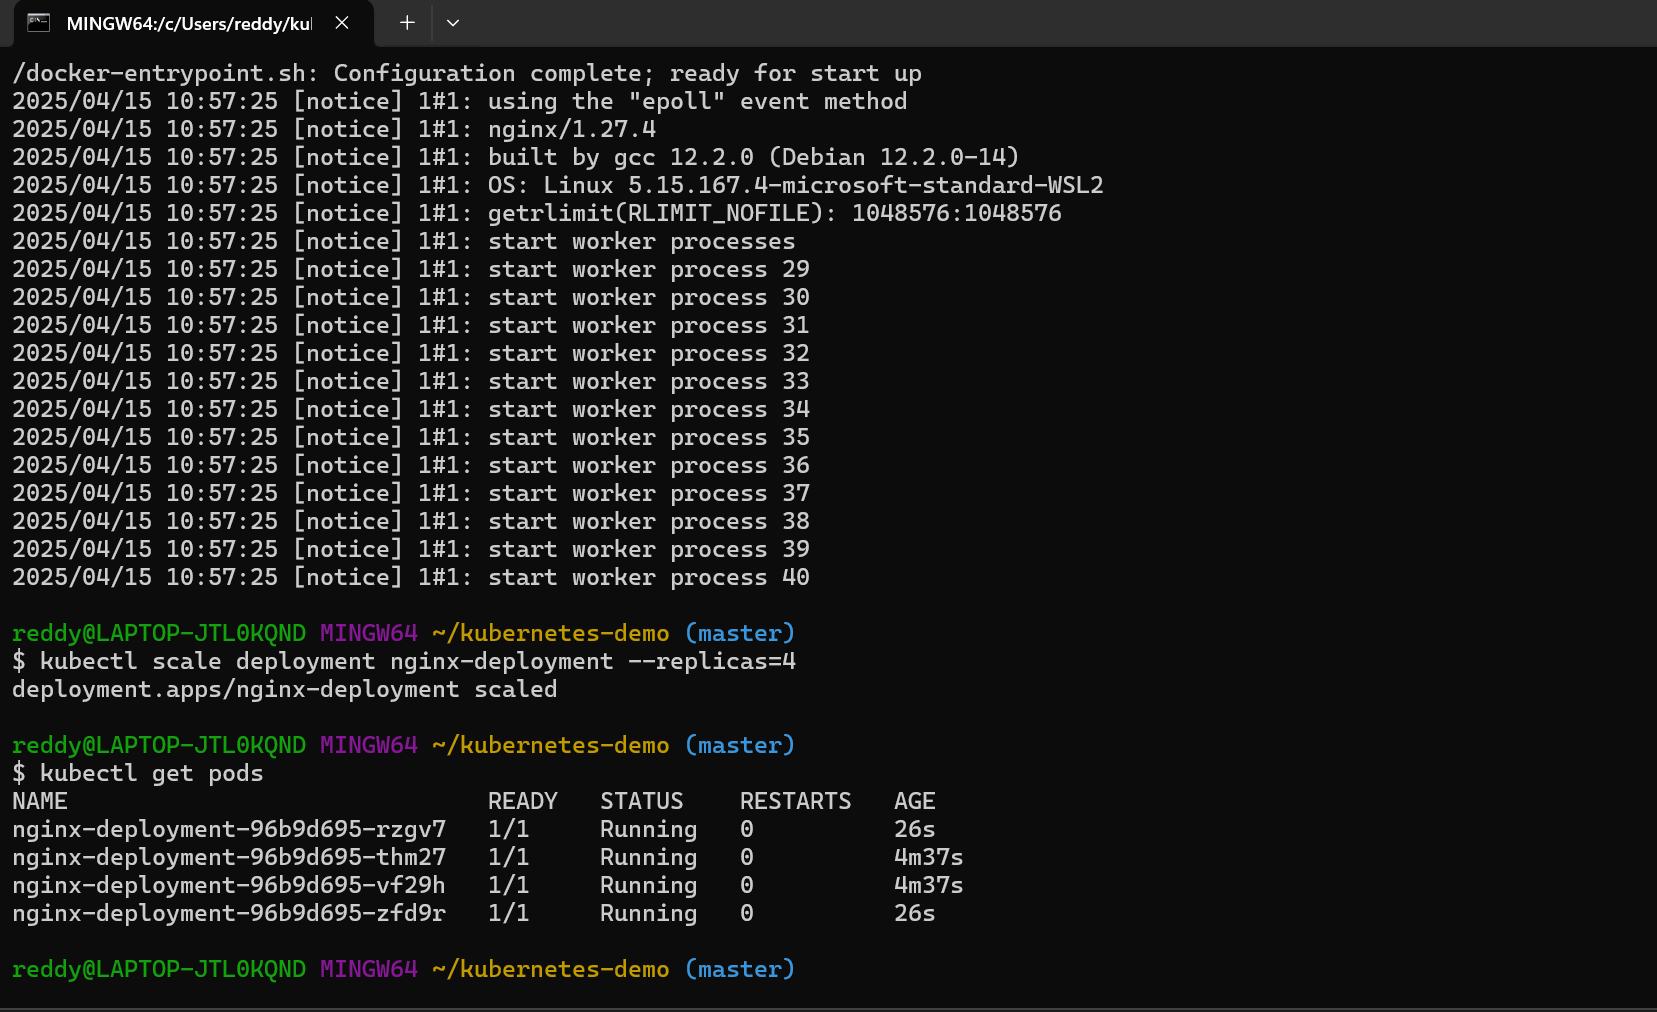 MINGW64:/c/Users/reddy/kul
/docker-entrypoint.sh: Configuration complete; ready for start up
2025/04/15 10:57:25 [notice] 1#1: using the "epoll" event method
2025/04/15 10:57:25 [notice] 1#1: nginx/1.27.4
2025/04/15 10:57:25 [notice] 1#1: built by gcc 12.2.0 (Debian 12.2.0-14)
2025/04/15 10:57:25 [notice] 1#1: OS: Linux 5.15.167.4-microsoft-standard-WSL2
2025/04/15 10:57:25 [notice] 1#1: getrlimit(RLIMIT_NOFILE): 1048576:1048576
2025/04/15 10:57:25 [notice] 1#1: start worker processes
2025/04/15 10:57:25 [notice] 1#1: start worker process 29
2025/04/15 10:57:25 [notice] 1#1: start worker process 30
2025/04/15 10:57:25 [notice] 1#1: start worker process 31
2025/04/15 10:57:25 [notice] 1#1: start worker process 32
2025/04/15 10:57:25 [notice] 1#1: start worker process 33
2025/04/15 10:57:25 [notice] 1#1: start worker process 34
2025/04/15 10:57:25 [notice] 1#1: start worker process 35
2025/04/15 10:57:25 [notice] 1#1: start worker process 36
2025/04/15 10:57:25 [notice] 1#1: start worker process 37
2025/04/15 10:57:25 [notice] 1#1: start worker process 38
2025/04/15 10:57:25 [notice] 1#1: start worker process 39
2025/04/15 10:57:25 [notice] 1#1: start worker process 40
reddy@LAPTOP-JTL0KQND MINGW64 ~/kubernetes-demo (master)
$ kubectl scale deployment nginx-deployment --replicas=4
deployment.apps/nginx-deployment scaled
reddy@LAPTOP-JTL0KQND MINGW64 ~/kubernetes-demo (master)
$ kubectl get pods
NAME READY STATUS RESTARTS AGE
nginx-deployment-96b9d695-rzgv7 1/1 Running 0 26s
nginx-deployment-96b9d695-thm27 1/1 Running 0 4m37s
nginx-deployment-96b9d695-vf29h 1/1 Running 0 4m37s
nginx-deployment-96b9d695-zfd9r 1/1 Running 0 26s
reddy@LAPTOP-JTL0KQND MINGW64 ~/kubernetes-demo (master)